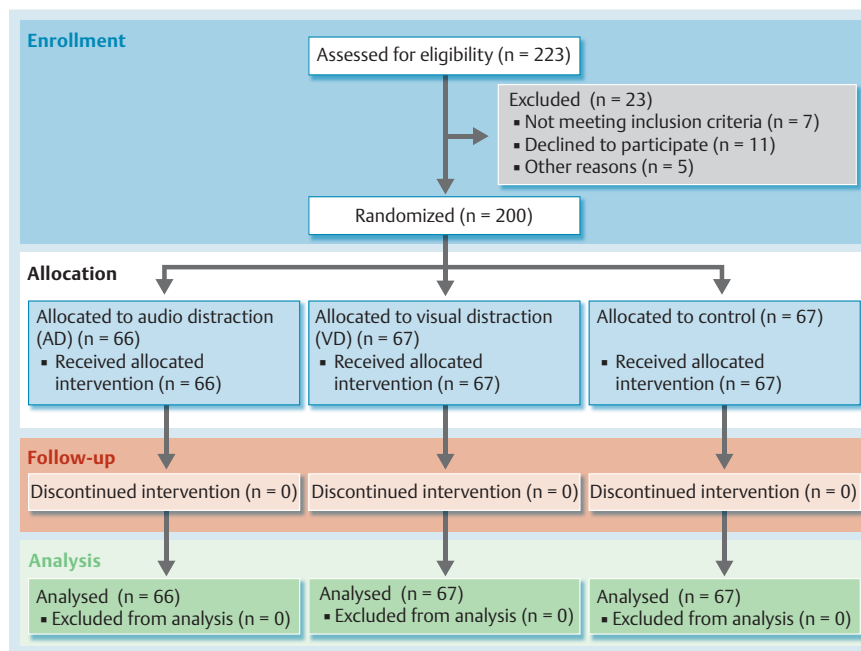 Enrollment
Assessed for eligibility (n = 223)
Excluded (n = 23)
▪ Not meeting inclusion criteria (n = 7)
▪ Declined to participate (n = 11)
▪ Other reasons (n = 5)
Randomized (n = 200)
Allocation
Allocated to audio distraction
(AD) (n = 66)
▪ Received allocated
intervention (n = 66)
Allocated to visual distraction
(VD) (n = 67)
▪ Received allocated
intervention (n = 67)
Allocated to control (n = 67)
▪ Received allocated
intervention (n = 67)
Follow-up
Discontinued intervention (n = 0)
Discontinued intervention (n = 0)
Discontinued intervention (n = 0)
Analysis
Analysed (n = 66)
▪ Excluded from analysis (n = 0)
Analysed (n = 67)
▪ Excluded from analysis (n = 0)
Analysed (n = 67)
▪ Excluded from analysis (n = 0)